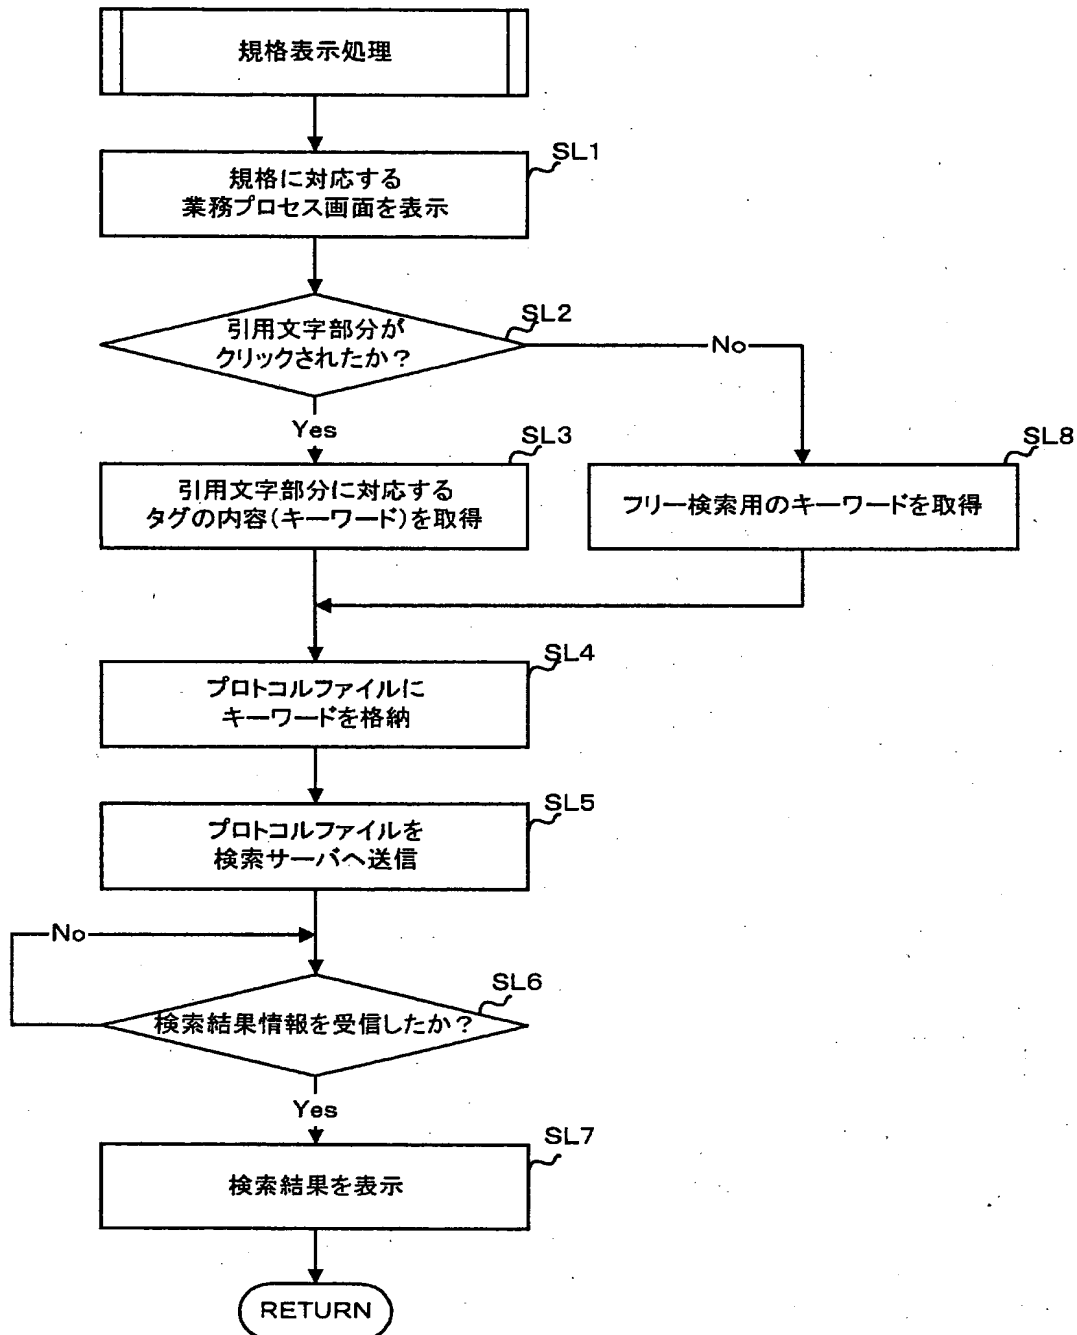 規格表示処理
SL1
規格に対応する
業務プロセス画面を表示
SL2
引用文字部分が
クリックされたか？
No
Yes
SL3
引用文字部分に対応する
タグの内容(キーワード)を取得
SL8
フリー検索用のキーワードを取得
SL4
プロトコルファイルに
キーワードを格納
SL5
プロトコルファイルを
検索サーバへ送信
No
SL6
検索結果情報を受信したか？
Yes
SL7
検索結果を表示
RETURN